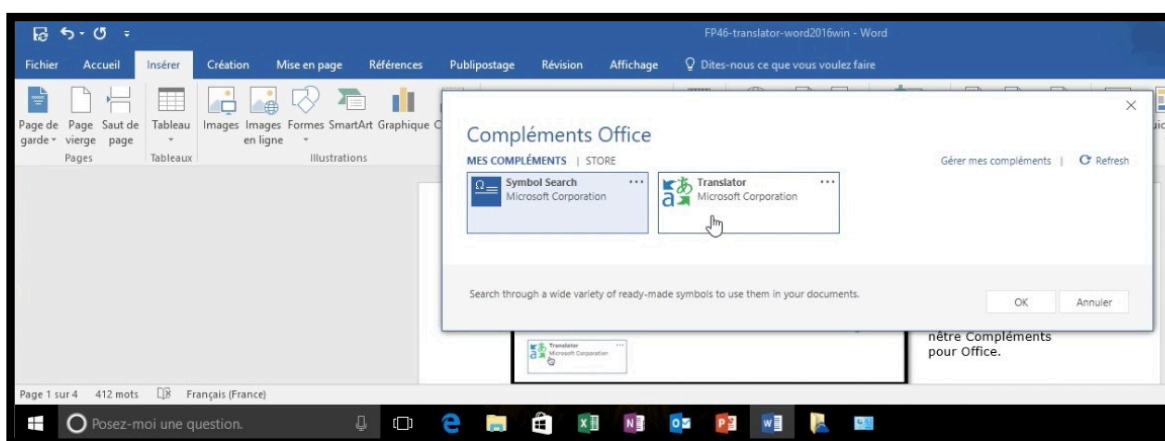 FP46-translator-word2016win - Word
Fichier Accueil Insérer Création Mise en page Références Publipostage Révision Affichage Dites-nous ce que vous voulez faire
Page de garde
Page vierge
Saut de page
Tableau
Images
Images en ligne
Formes
SmartArt
Graphique
Pages
Tableaux
Illustrations
Compléments Office
MES COMPLÉMENTS | STORE
Gérer mes compléments | Refresh
Symbol Search
Microsoft Corporation
Translator
Microsoft Corporation
Search through a wide variety of ready-made symbols to use them in your documents.
OK Annuler
Translator
Microsoft Corporation
nêtre Compléments
pour Office.
Page 1 sur 4 412 mots Français (France)
Posez-moi une question.